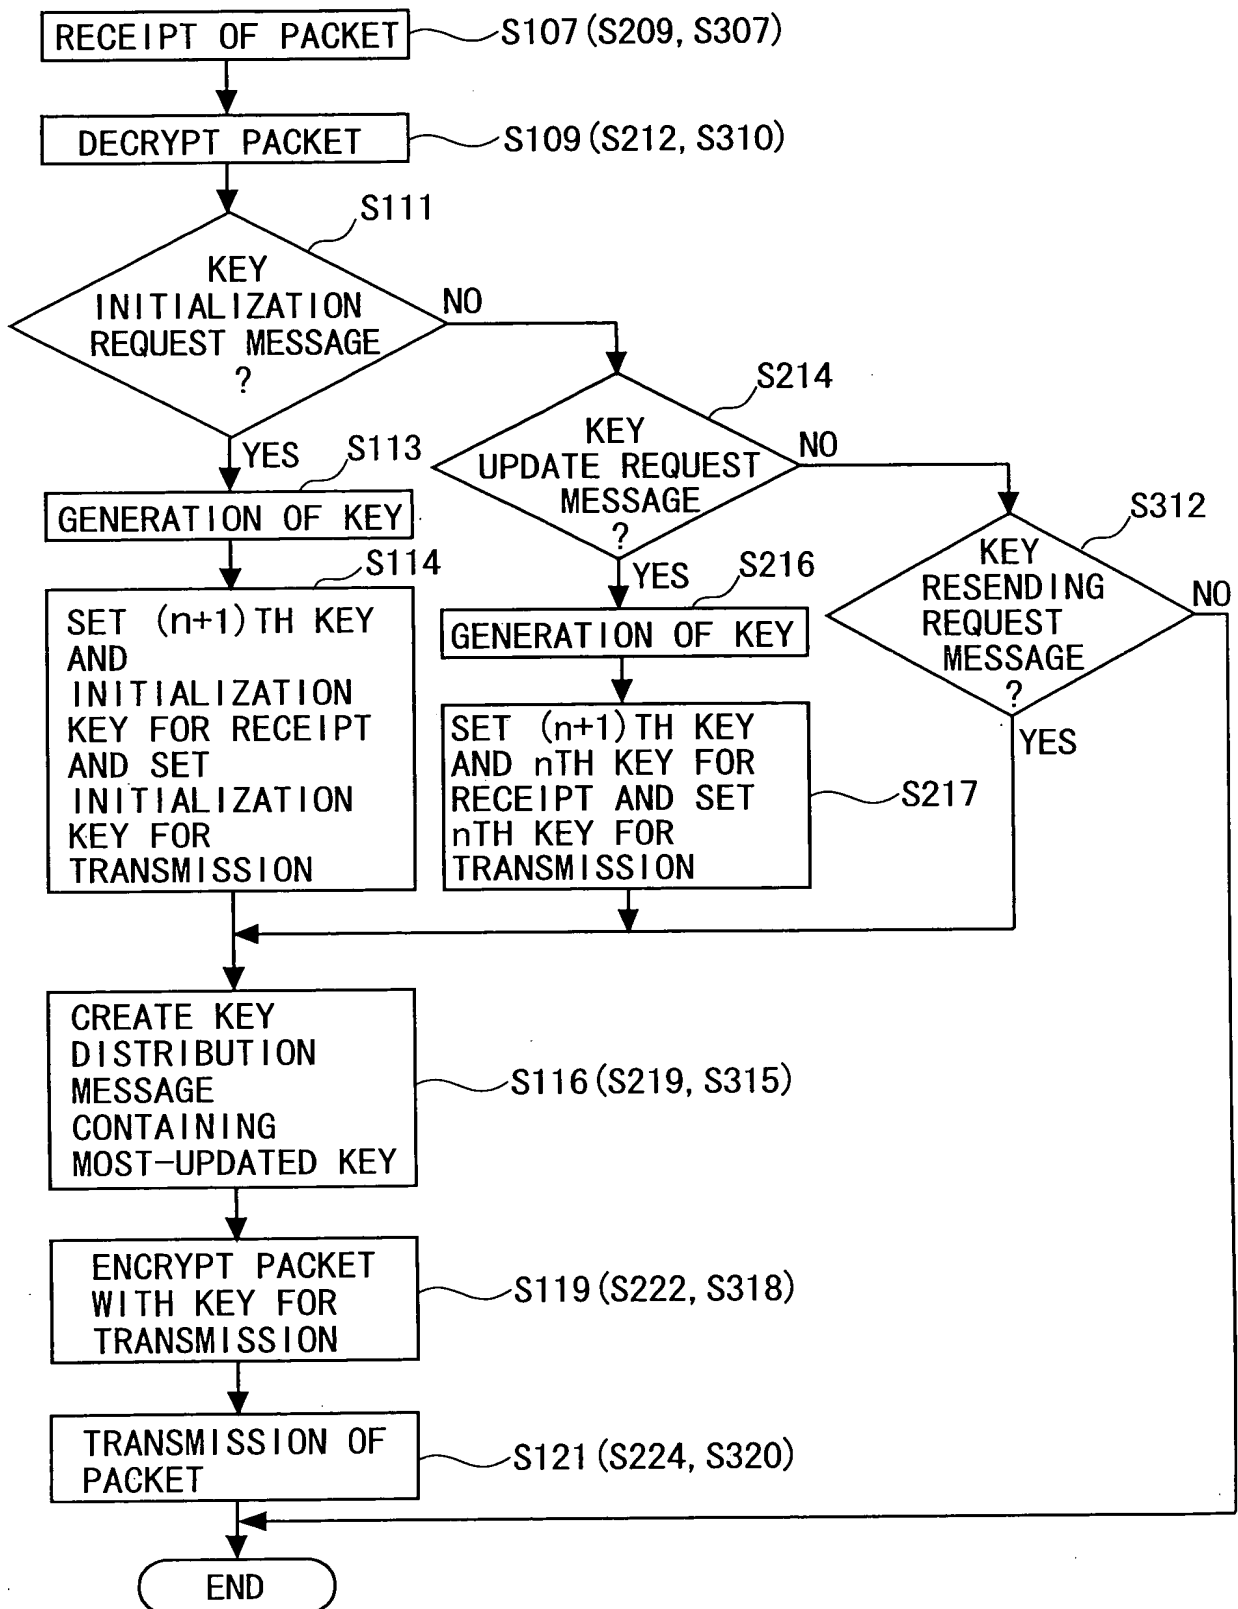 RECEIPT OF PACKET
S107(S209, S307)
DECRYPT PACKET
S109(S212, S310)
S111
KEY
INITIALIZATION
REQUEST MESSAGE
?
NO
YES
S214
KEY
UPDATE REQUEST
MESSAGE
?
NO
YES
S113
GENERATION OF KEY
S114
SET (n+1)TH KEY
AND
INITIALIZATION
KEY FOR RECEIPT
AND SET
INITIALIZATION
KEY FOR
TRANSMISSION
S216
GENERATION OF KEY
SET (n+1)TH KEY
AND nTH KEY FOR
RECEIPT AND SET
nTH KEY FOR
TRANSMISSION
S217
S312
KEY
RESENDING
REQUEST
MESSAGE
?
NO
YES
CREATE KEY
DISTRIBUTION
MESSAGE
CONTAINING
MOST-UPDATED KEY
S116(S219, S315)
ENCRYPT PACKET
WITH KEY FOR
TRANSMISSION
S119(S222, S318)
TRANSMISSION OF
PACKET
S121(S224, S320)
END